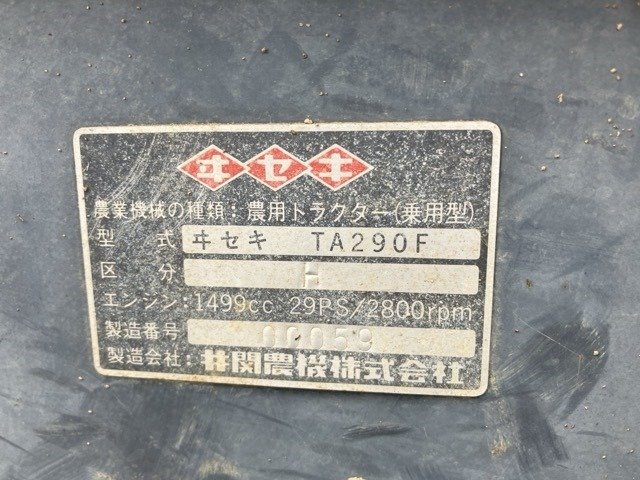 ヰセキ
農業機械の種類:農用トラクター(乗用型)
型式 ヰセキ TA290F
区分 H
エンジン:1499cc 29PS/2800rpm
製造番号 00059
製造会社:井関農機株式会社